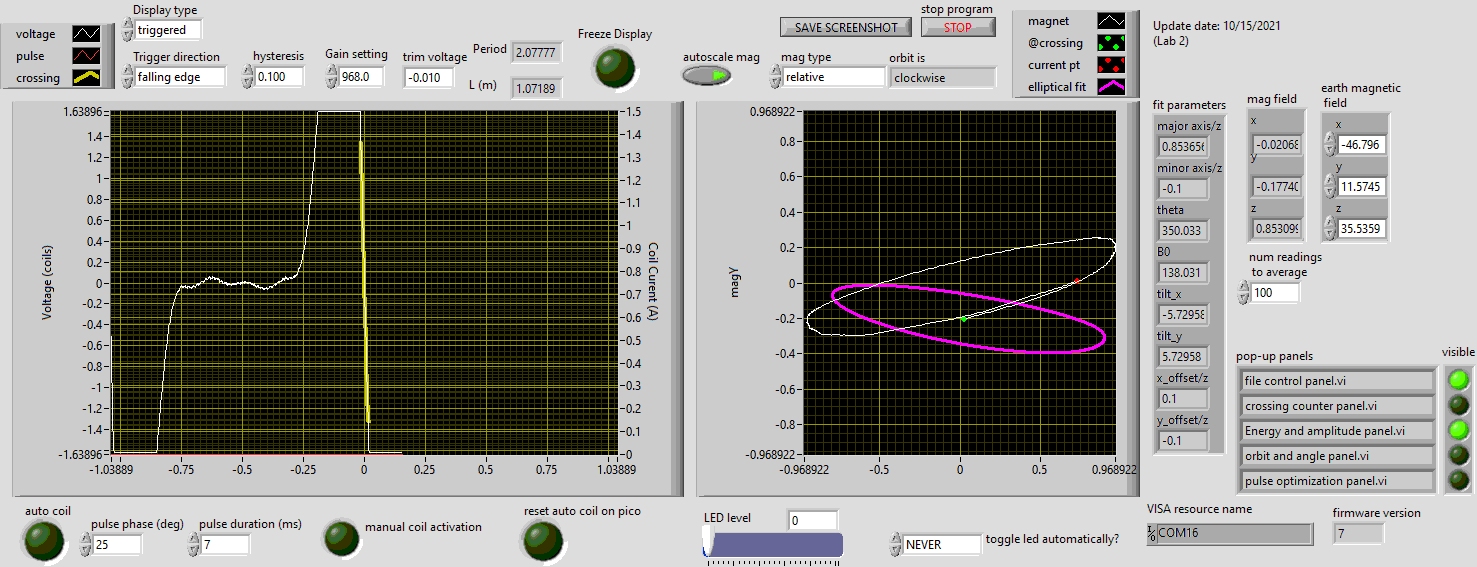 voltage
pulse
crossing
Display type
triggered
Trigger direction
falling edge
hysteresis
0.100
Gain setting
968.0
trim voltage
-0.010
Period
2.07777
L (m)
1.07189
Freeze Display
SAVE SCREENSHOT
stop program
STOP
autoscale mag
mag type
relative
orbit is
clockwise
magnet
@crossing
current pt
elliptical fit
Update date: 10/15/2021
(Lab 2)
1.63896
1.4
1.2
1
0.8
0.6
0.4
0.2
0
-0.2
-0.4
-0.6
-0.8
-1
-1.2
-1.4
-1.63896
Voltage (coils)
-1.03889
-0.75
-0.5
-0.25
0
0.25
0.5
0.75
1.03889
1.5
1.4
1.3
1.2
1.1
1
0.9
0.8
0.7
0.6
0.5
0.4
0.3
0.2
0.1
0
Coil Curent (A)
0.968922
0.8
0.6
0.4
0.2
0
-0.2
-0.4
-0.6
-0.8
-0.968922
magy
-0.968922
-0.5
0
0.5
0.968922
fit parameters
major axis/z
0.853656
minor axis/z
-0.1
theta
350.033
B0
138.031
tilt_x
-5.72958
tilt_y
5.72958
x_offset/z
0.1
y_offset/z
-0.1
mag field
x
-0.02068
y
-0.17740
z
0.853099
earth magnetic
field
x
-46.796
y
11.5745
z
35.5359
num readings
to average
100
pop-up panels
visible
file control panel.vi
crossing counter panel.vi
Energy and amplitude panel.vi
orbit and angle panel.vi
pulse optimization panel.vi
auto coil
pulse phase (deg)
25
pulse duration (ms)
7
manual coil activation
reset auto coil on pico
LED level
0
NEVER
toggle led automatically?
VISA resource name
COM16
firmware version
7